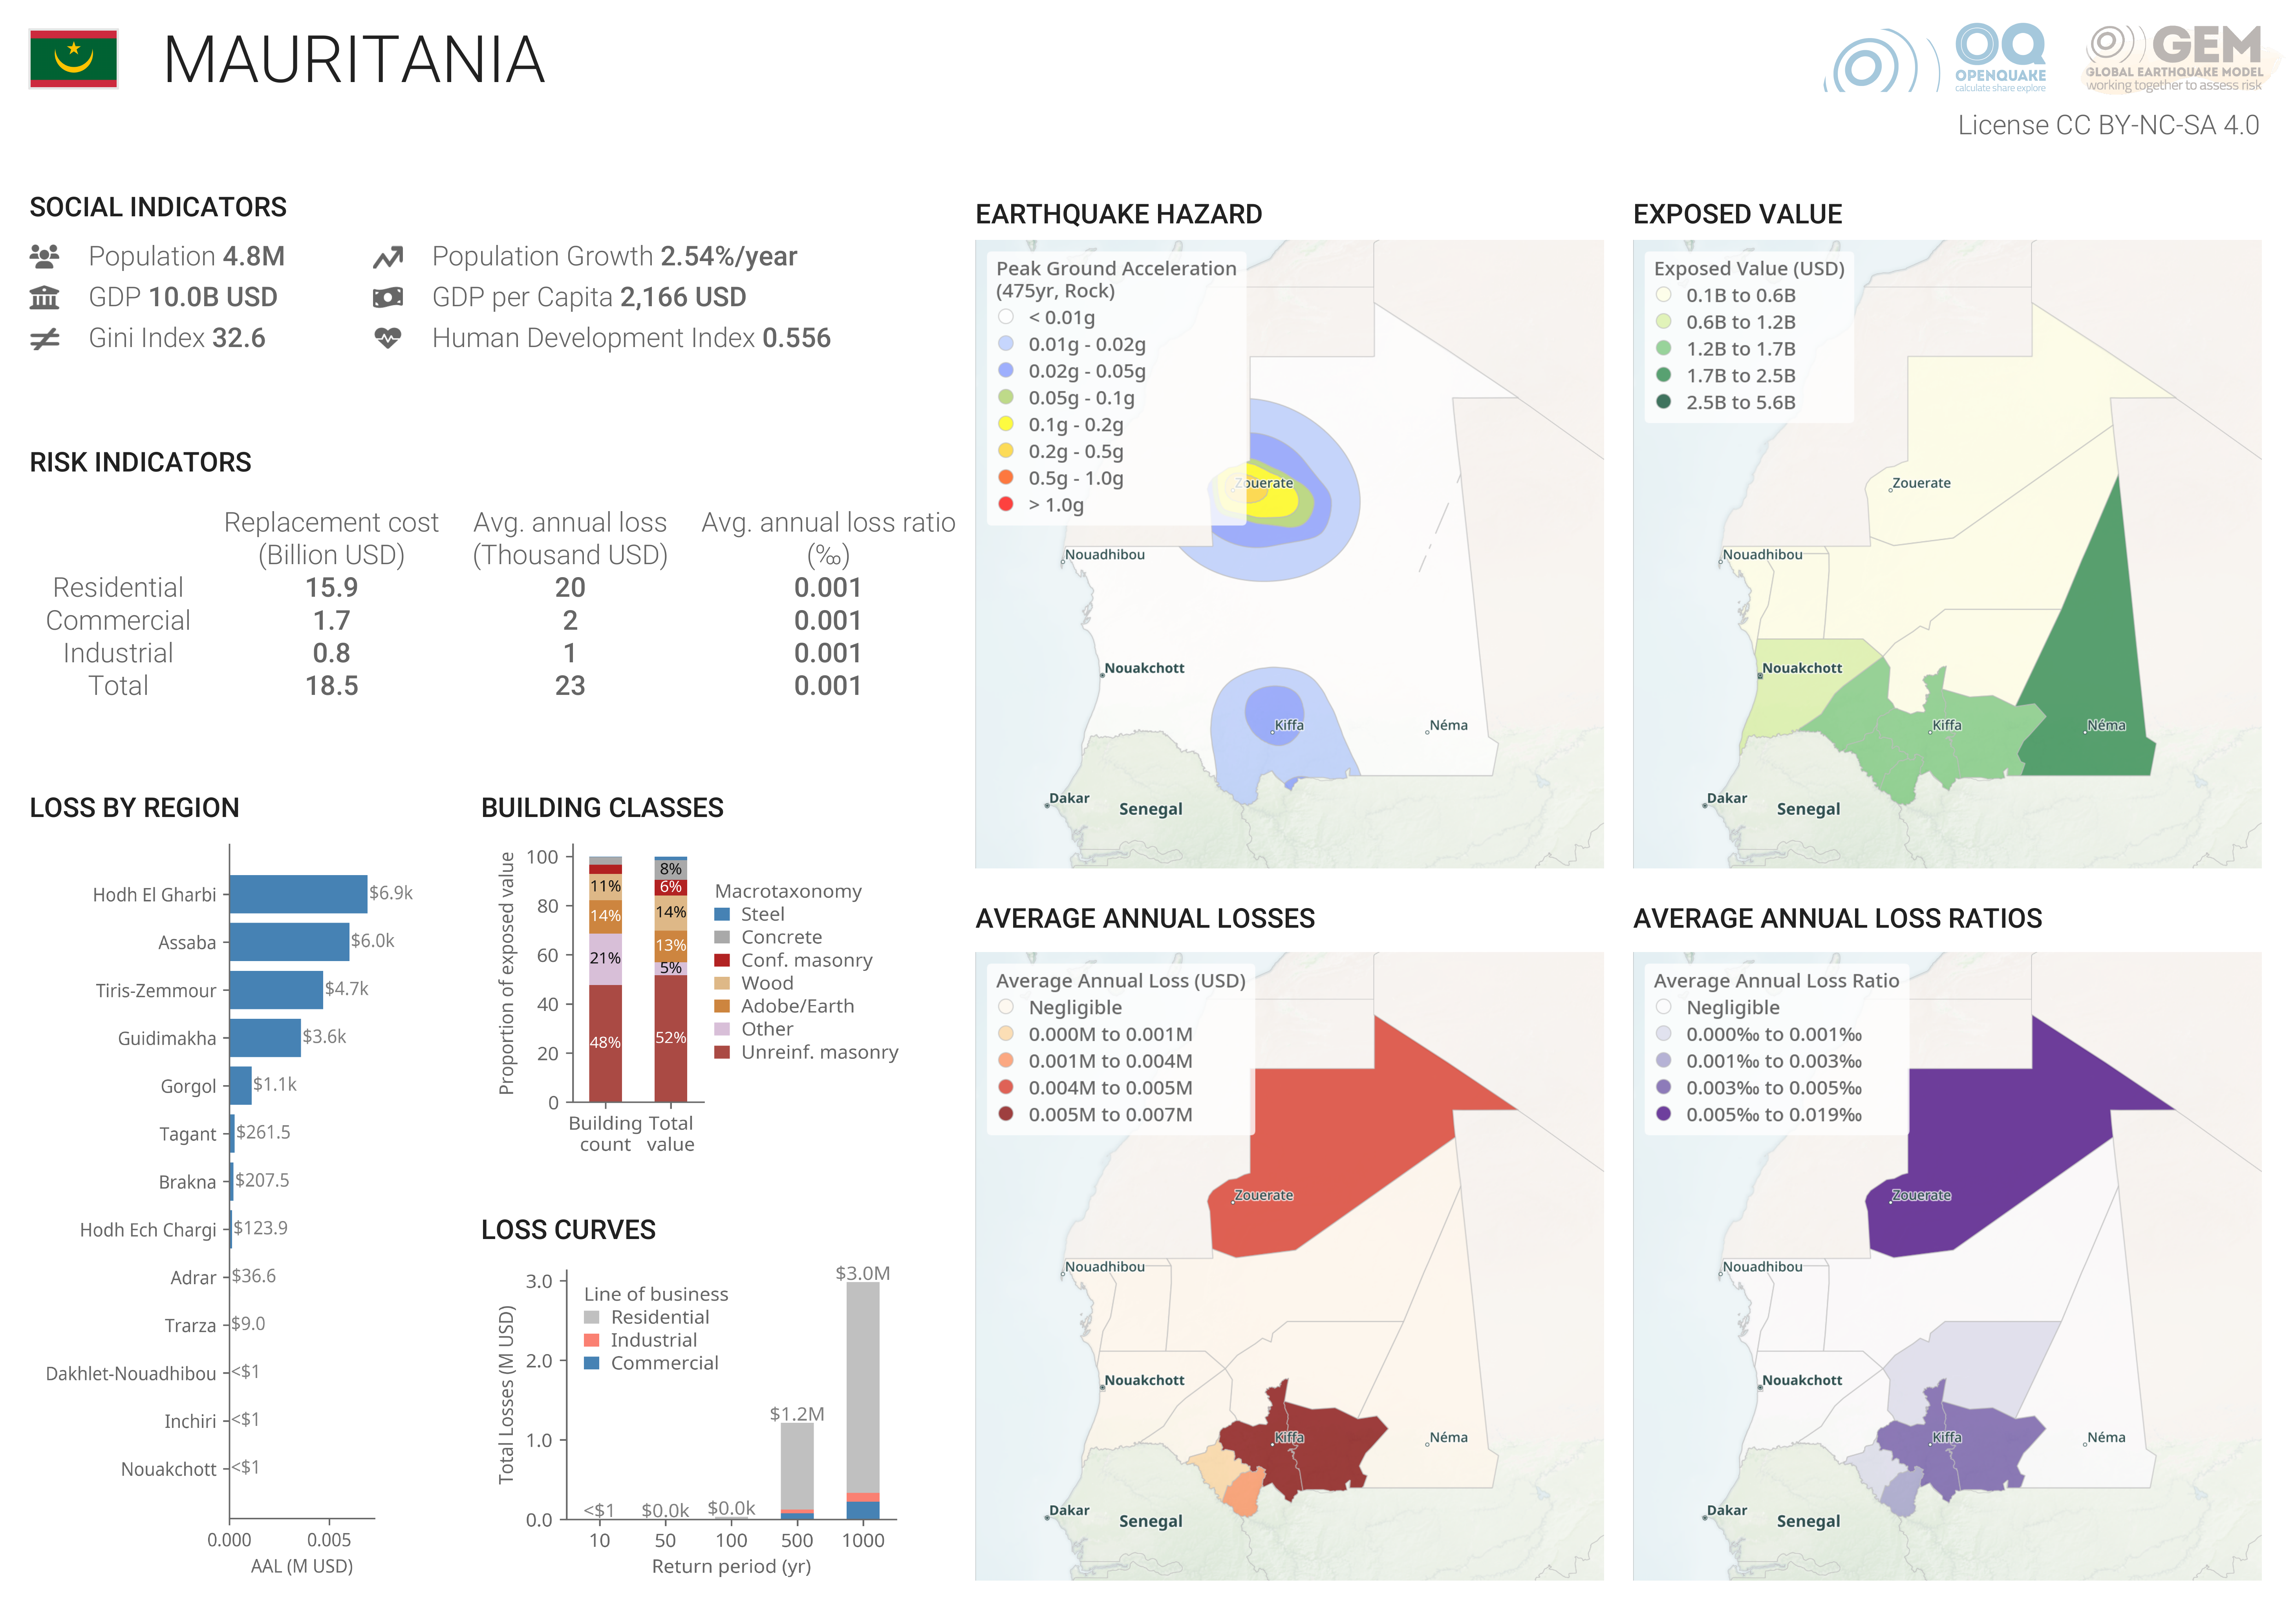 MAURITANIA
OQ
OPENQUAKE
calculate share explore
GEM
GLOBAL EARTHQUAKE MODEL
working together to assess risk
License CC BY-NC-SA 4.0
SOCIAL INDICATORS
Population 4.8M
Population Growth 2.54%/year
GDP 10.0B USD
GDP per Capita 2,166 USD
Gini Index 32.6
Human Development Index 0.556
RISK INDICATORS
Replacement cost (Billion USD)
Avg. annual loss (Thousand USD)
Avg. annual loss ratio (‰)
Residential 15.9 20 0.001
Commercial 1.7 2 0.001
Industrial 0.8 1 0.001
Total 18.5 23 0.001
LOSS BY REGION
Hodh El Gharbi $6.9k
Assaba $6.0k
Tiris-Zemmour $4.7k
Guidimakha $3.6k
Gorgol $1.1k
Tagant $261.5
Brakna $207.5
Hodh Ech Chargi $123.9
Adrar $36.6
Trarza $9.0
Dakhlet-Nouadhibou <$1
Inchiri <$1
Nouakchott <$1
0.000 0.005
AAL (M USD)
BUILDING CLASSES
Proportion of exposed value
100
80
60
40
20
0
11%
14%
21%
48%
8%
6%
14%
13%
5%
52%
Building count
Total value
Macrotaxonomy
Steel
Concrete
Conf. masonry
Wood
Adobe/Earth
Other
Unreinf. masonry
LOSS CURVES
Total Losses (M USD)
3.0
2.0
1.0
0.0
Line of business
Residential
Industrial
Commercial
<$1 $0.0k $0.0k $1.2M $3.0M
10 50 100 500 1000
Return period (yr)
EARTHQUAKE HAZARD
Peak Ground Acceleration
(475yr, Rock)
< 0.01g
0.01g - 0.02g
0.02g - 0.05g
0.05g - 0.1g
0.1g - 0.2g
0.2g - 0.5g
0.5g - 1.0g
> 1.0g
Zouerate
Nouadhibou
Nouakchott
Kiffa
Néma
Dakar
Senegal
EXPOSED VALUE
Exposed Value (USD)
0.1B to 0.6B
0.6B to 1.2B
1.2B to 1.7B
1.7B to 2.5B
2.5B to 5.6B
Zouerate
Nouadhibou
Nouakchott
Kiffa
Néma
Dakar
Senegal
AVERAGE ANNUAL LOSSES
Average Annual Loss (USD)
Negligible
0.000M to 0.001M
0.001M to 0.004M
0.004M to 0.005M
0.005M to 0.007M
Zouerate
Nouadhibou
Nouakchott
Kiffa
Néma
Dakar
Senegal
AVERAGE ANNUAL LOSS RATIOS
Average Annual Loss Ratio
Negligible
0.000‰ to 0.001‰
0.001‰ to 0.003‰
0.003‰ to 0.005‰
0.005‰ to 0.019‰
Zouerate
Nouadhibou
Nouakchott
Kiffa
Néma
Dakar
Senegal